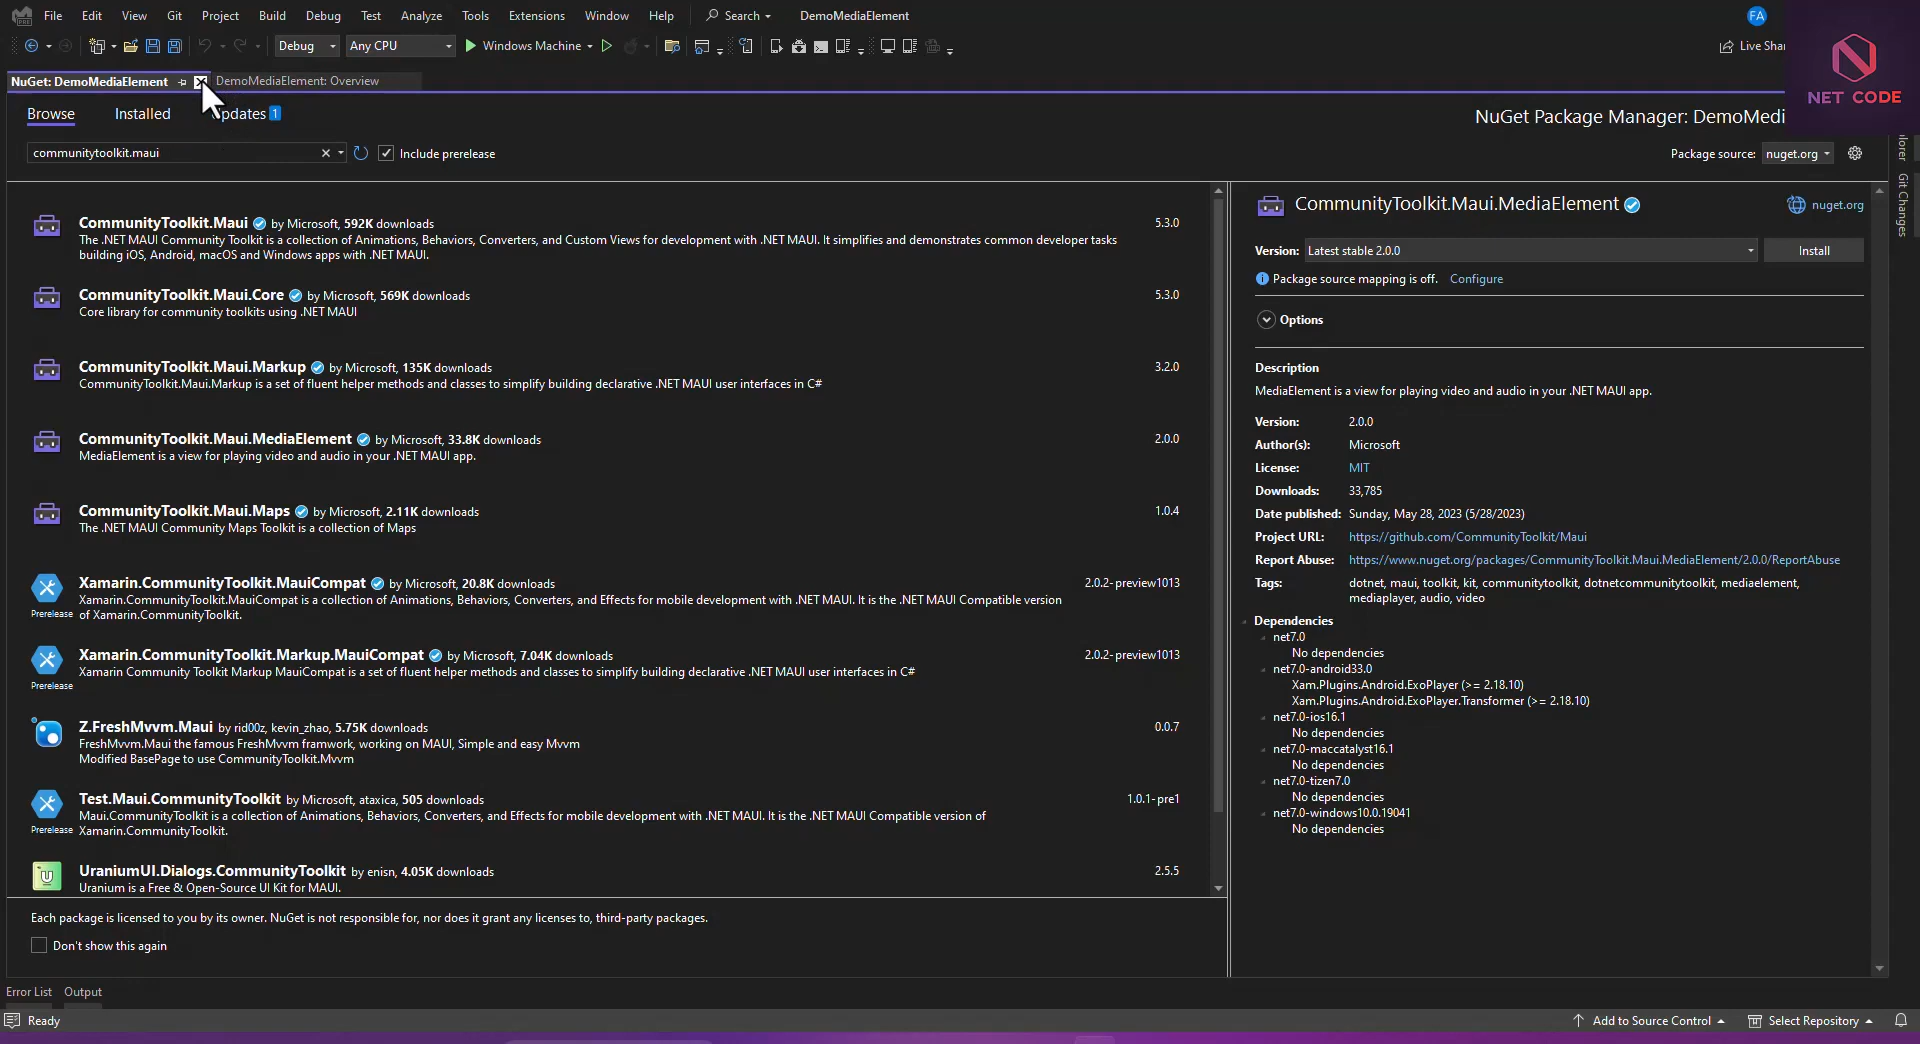 File Edit View Git Project Build Debug Test Analyze Tools Extensions Window Help Search DemoMediaElement FA
Debug Any CPU Windows Machine Live Shar
NET CODE
NuGet: DemoMediaElement DemoMediaElement: Overview
Browse Installed Updates 1
NuGet Package Manager: DemoMedi
communitytoolkit.maui Include prerelease
Package source: nuget.org
Git Changes
CommunityToolkit.Maui by Microsoft, 592K downloads 5.3.0
The .NET MAUI Community Toolkit is a collection of Animations, Behaviors, Converters, and Custom Views for development with .NET MAUI. It simplifies and demonstrates common developer tasks
building iOS, Android, macOS and Windows apps with .NET MAUI.
CommunityToolkit.Maui.Core by Microsoft, 569K downloads 5.3.0
Core library for community toolkits using .NET MAUI
CommunityToolkit.Maui.Markup by Microsoft, 135K downloads 3.2.0
CommunityToolkit.Maui.Markup is a set of fluent helper methods and classes to simplify building declarative .NET MAUI user interfaces in C#
CommunityToolkit.Maui.MediaElement by Microsoft, 33.8K downloads 2.0.0
MediaElement is a view for playing video and audio in your .NET MAUI app.
CommunityToolkit.Maui.Maps by Microsoft, 2.11K downloads 1.0.4
The .NET MAUI Community Maps Toolkit is a collection of Maps
Xamarin.CommunityToolkit.MauiCompat by Microsoft, 20.8K downloads 2.0.2-preview1013
Xamarin.CommunityToolkit.MauiCompat is a collection of Animations, Behaviors, Converters, and Effects for mobile development with .NET MAUI. It is the .NET MAUI Compatible version
Prerelease of Xamarin.CommunityToolkit.
Xamarin.CommunityToolkit.Markup.MauiCompat by Microsoft, 7.04K downloads 2.0.2-preview1013
Xamarin Community Toolkit Markup MauiCompat is a set of fluent helper methods and classes to simplify building declarative .NET MAUI user interfaces in C#
Prerelease
Z.FreshMvvm.Maui by rid00z, kevin_zhao, 5.75K downloads 0.0.7
FreshMvvm.Maui the famous FreshMvvm framwork, working on MAUI, Simple and easy Mvvm
Modified BasePage to use CommunityToolkit.Mvvm
Test.Maui.CommunityToolkit by Microsoft, ataxica, 505 downloads 1.0.1-pre1
Maui.CommunityToolkit is a collection of Animations, Behaviors, Converters, and Effects for mobile development with .NET MAUI. It is the .NET MAUI Compatible version of
Prerelease Xamarin.CommunityToolkit.
UraniumUI.Dialogs.CommunityToolkit by enisn, 4.05K downloads 2.5.5
Uranium is a Free & Open-Source UI Kit for MAUI.
Each package is licensed to you by its owner. NuGet is not responsible for, nor does it grant any licenses to, third-party packages.
Don't show this again
CommunityToolkit.Maui.MediaElement nuget.org
Version: Latest stable 2.0.0 Install
Package source mapping is off. Configure
Options
Description
MediaElement is a view for playing video and audio in your .NET MAUI app.
Version: 2.0.0
Author(s): Microsoft
License: MIT
Downloads: 33,785
Date published: Sunday, May 28, 2023 (5/28/2023)
Project URL: https://github.com/CommunityToolkit/Maui
Report Abuse: https://www.nuget.org/packages/CommunityToolkit.Maui.MediaElement/2.0.0/ReportAbuse
Tags: dotnet, maui, toolkit, kit, communitytoolkit, dotnetcommunitytoolkit, mediaelement,
mediaplayer, audio, video
Dependencies
net7.0
No dependencies
net7.0-android33.0
Xam.Plugins.Android.ExoPlayer (>= 2.18.10)
Xam.Plugins.Android.ExoPlayer.Transformer (>= 2.18.10)
net7.0-ios16.1
No dependencies
net7.0-maccatalyst16.1
No dependencies
net7.0-tizen7.0
No dependencies
net7.0-windows10.0.19041
No dependencies
Error List Output
Ready Add to Source Control Select Repository